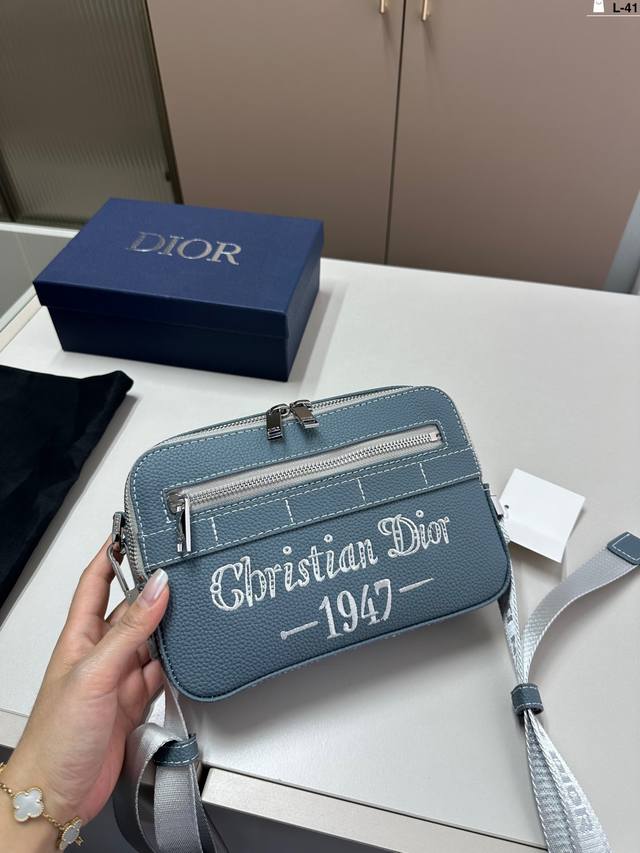 L-41
DIOR
Christian Dior
1947